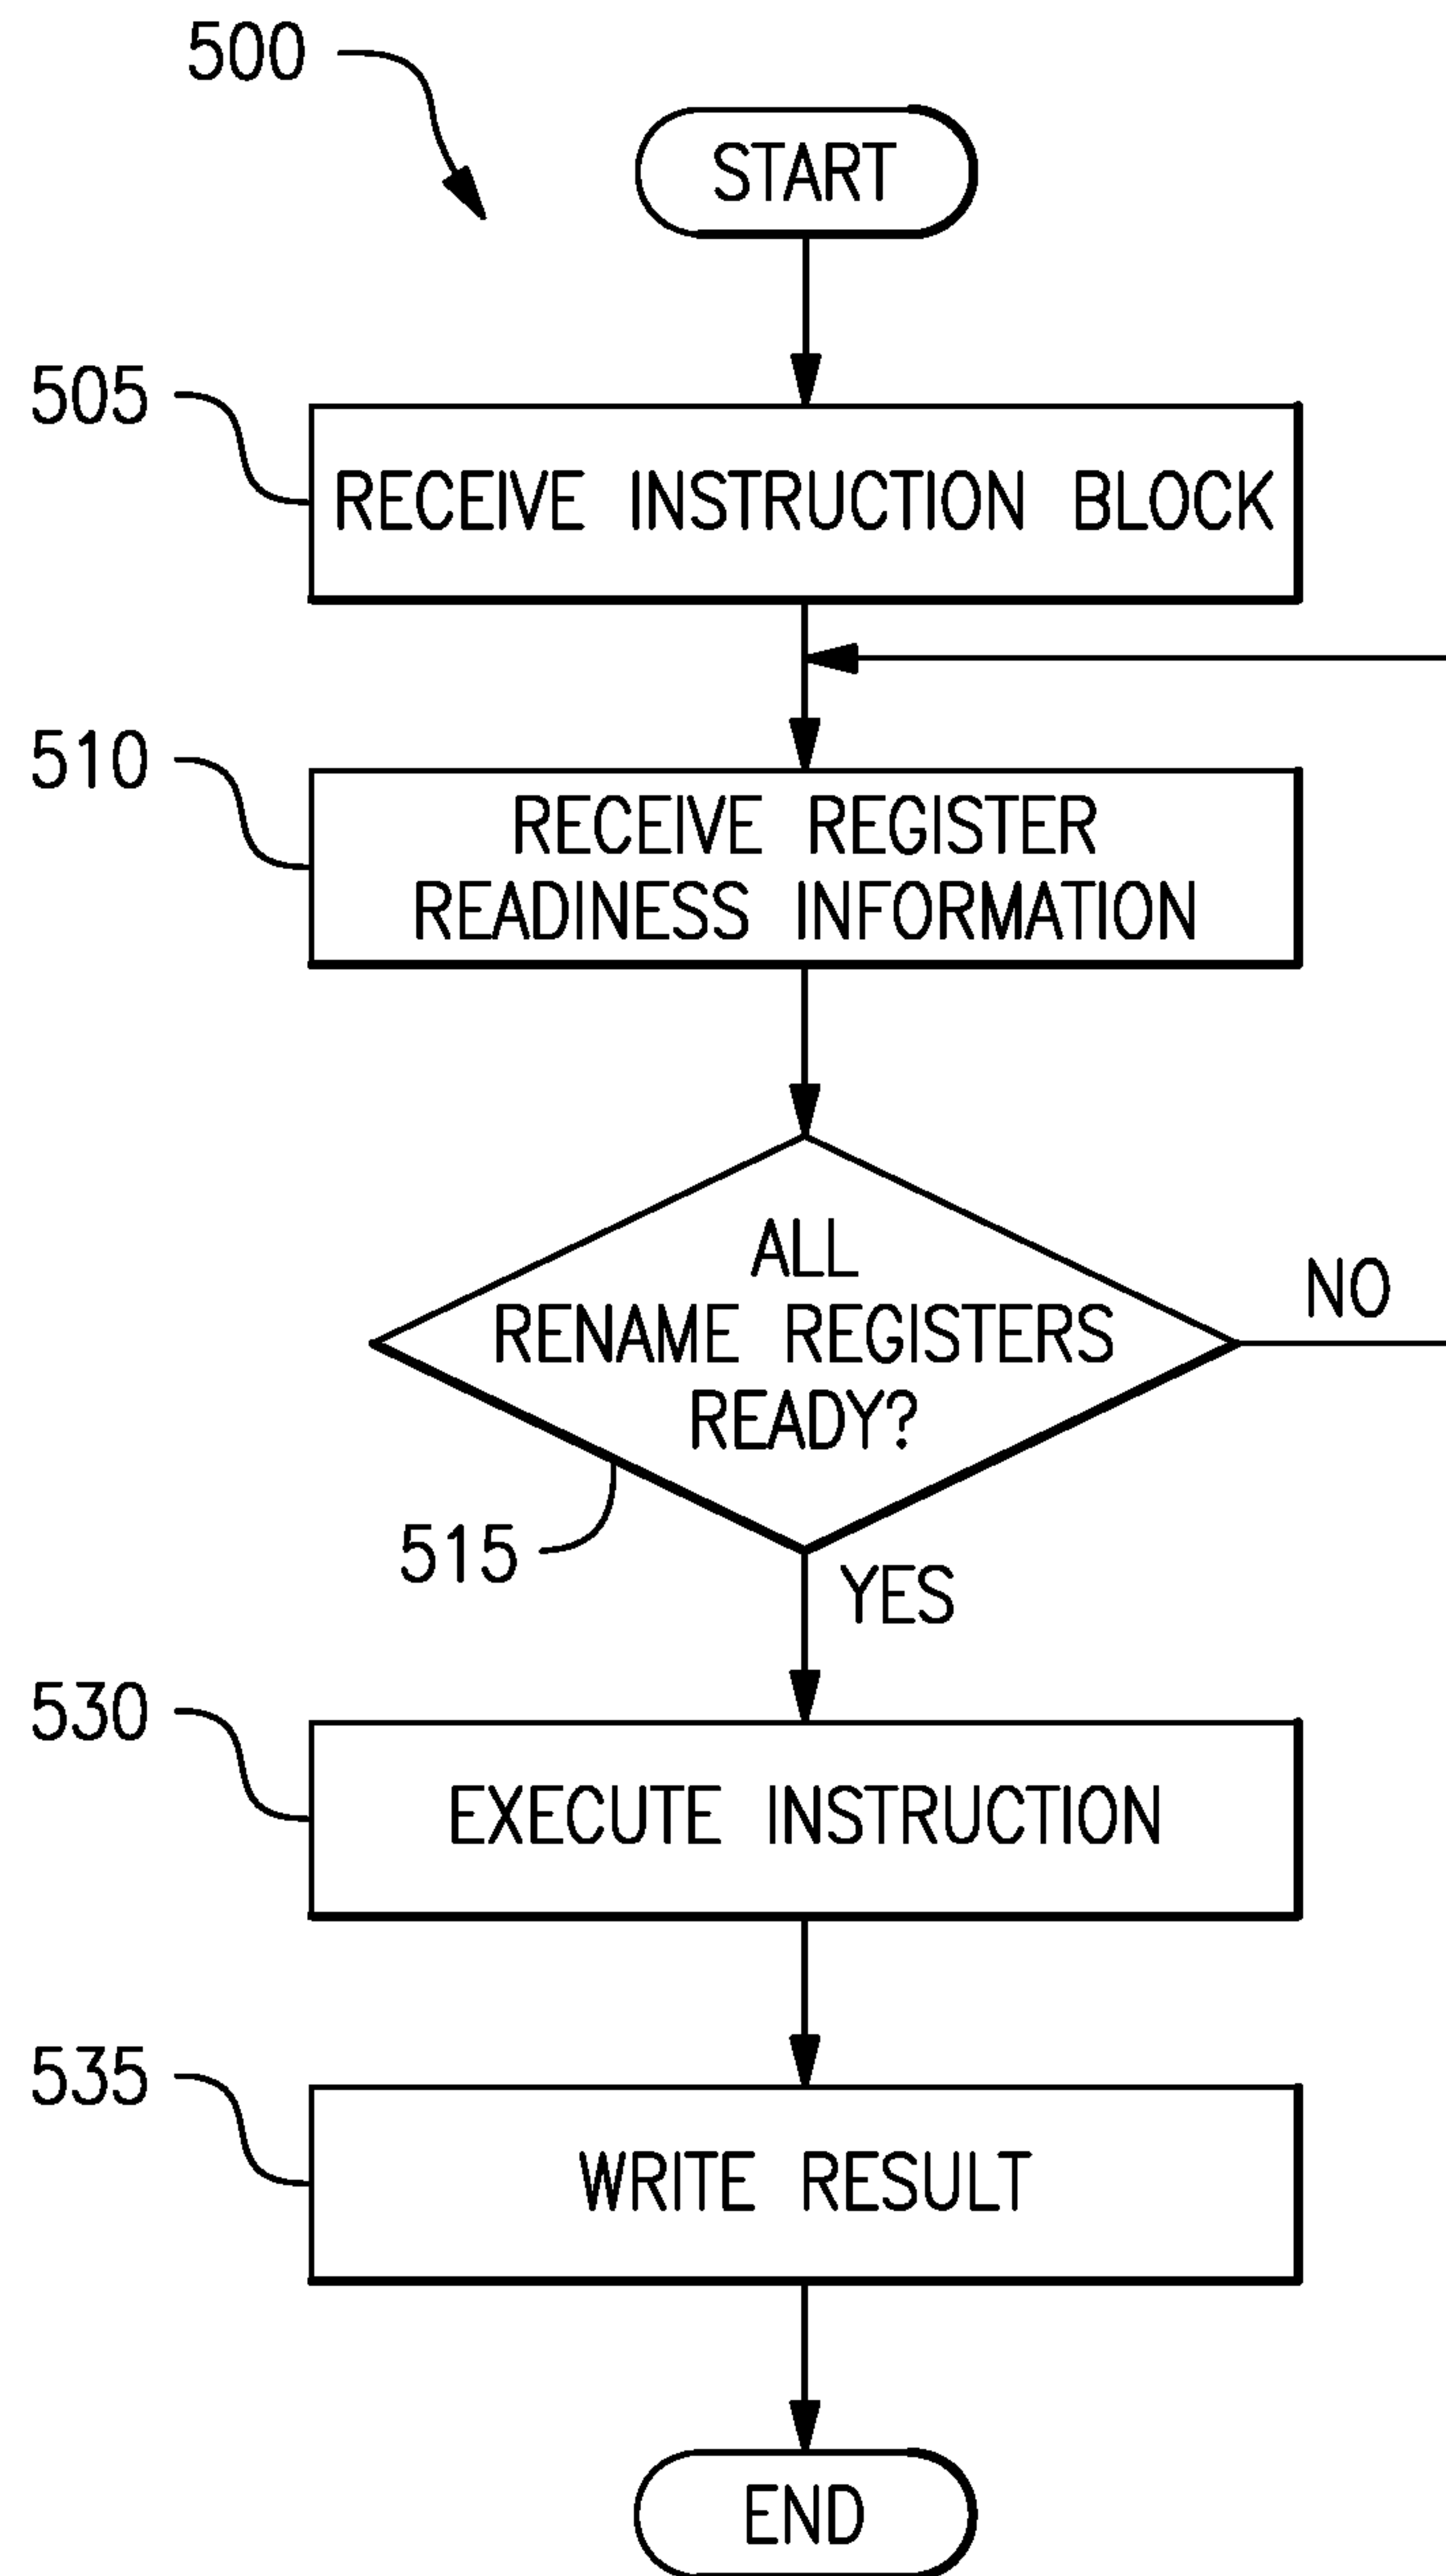 500
START
505
RECEIVE INSTRUCTION BLOCK
510
RECEIVE REGISTER
READINESS INFORMATION
ALL
RENAME REGISTERS
READY?
NO
515
YES
530
EXECUTE INSTRUCTION
535
WRITE RESULT
END